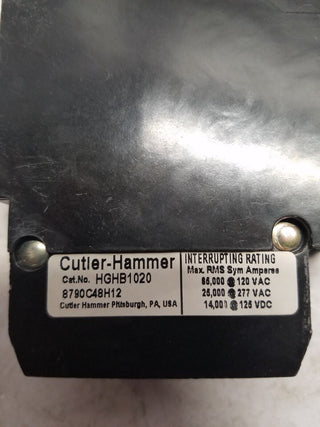 Cutler-Hammer
Cat.No. HGHB1020
8790C48H12
Cutler Hammer Pittsburgh, PA, USA
INTERRUPTING RATING
Max. RMS Sym Amperes
65,000 @ 120 VAC
25,000 @ 277 VAC
14,000 @ 125 VDC